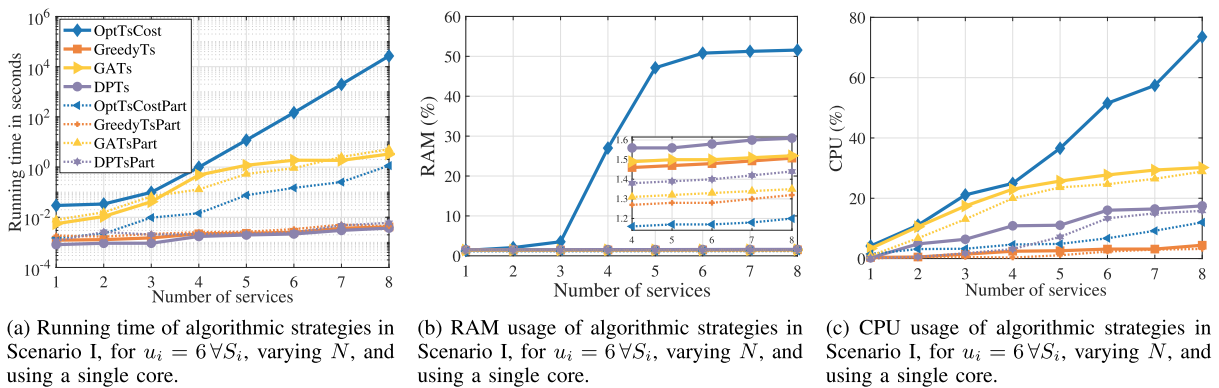 Running time in seconds
10^6
10^4
10^2
10^0
10^-2
10^-4
OptTsCost
GreedyTs
GATs
DPTs
OptTsCostPart
GreedyTsPart
GATsPart
DPTsPart
1 2 3 4 5 6 7 8
Number of services
(a) Running time of algorithmic strategies in
Scenario I, for u_i = 6 ∀S_i, varying N, and
using a single core.
RAM (%)
60
50
40
30
20
10
0
1.5
1.4
1.3
1.2
4 5 6 7 8
1 2 3 4 5 6 7 8
Number of services
(b) RAM usage of algorithmic strategies in
Scenario I, for u_i = 6 ∀S_i, varying N, and
using a single core.
CPU (%)
80
60
40
20
0
1 2 3 4 5 6 7 8
Number of services
(c) CPU usage of algorithmic strategies in
Scenario I, for u_i = 6 ∀S_i, varying N, and
using a single core.